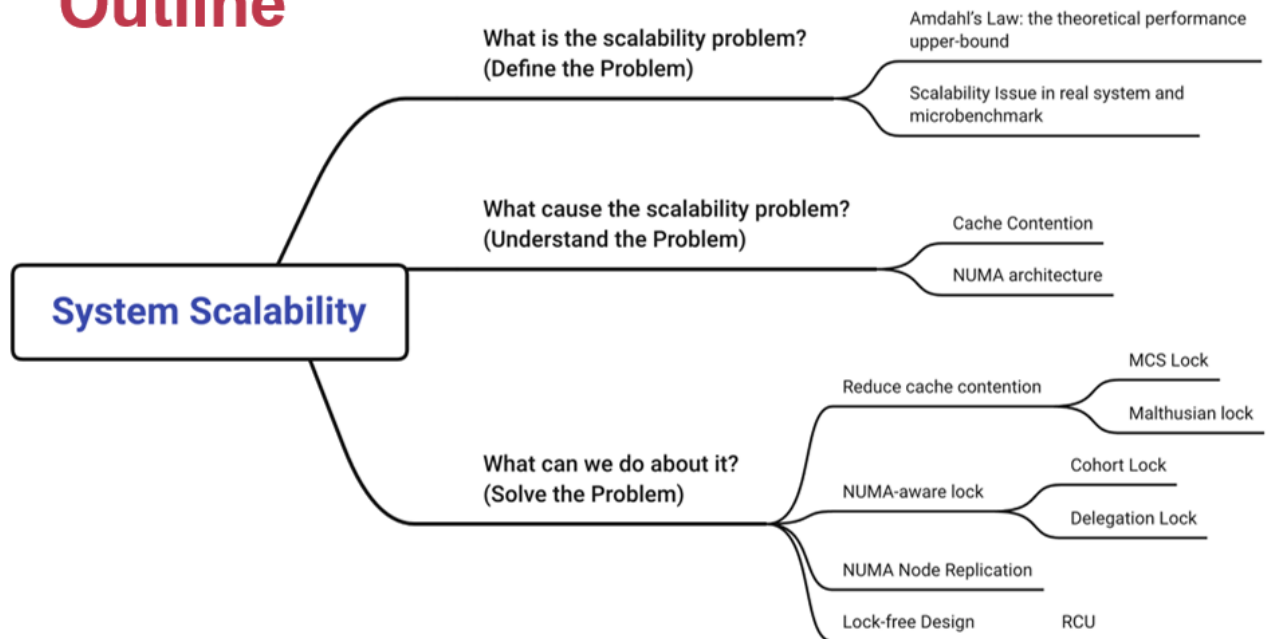 Outline
What is the scalability problem?
(Define the Problem)
Amdahl's Law: the theoretical performance
upper-bound
Scalability Issue in real system and
microbenchmark
What cause the scalability problem?
(Understand the Problem)
Cache Contention
NUMA architecture
System Scalability
What can we do about it?
(Solve the Problem)
Reduce cache contention
MCS Lock
Malthusian lock
NUMA-aware lock
Cohort Lock
Delegation Lock
NUMA Node Replication
Lock-free Design
RCU